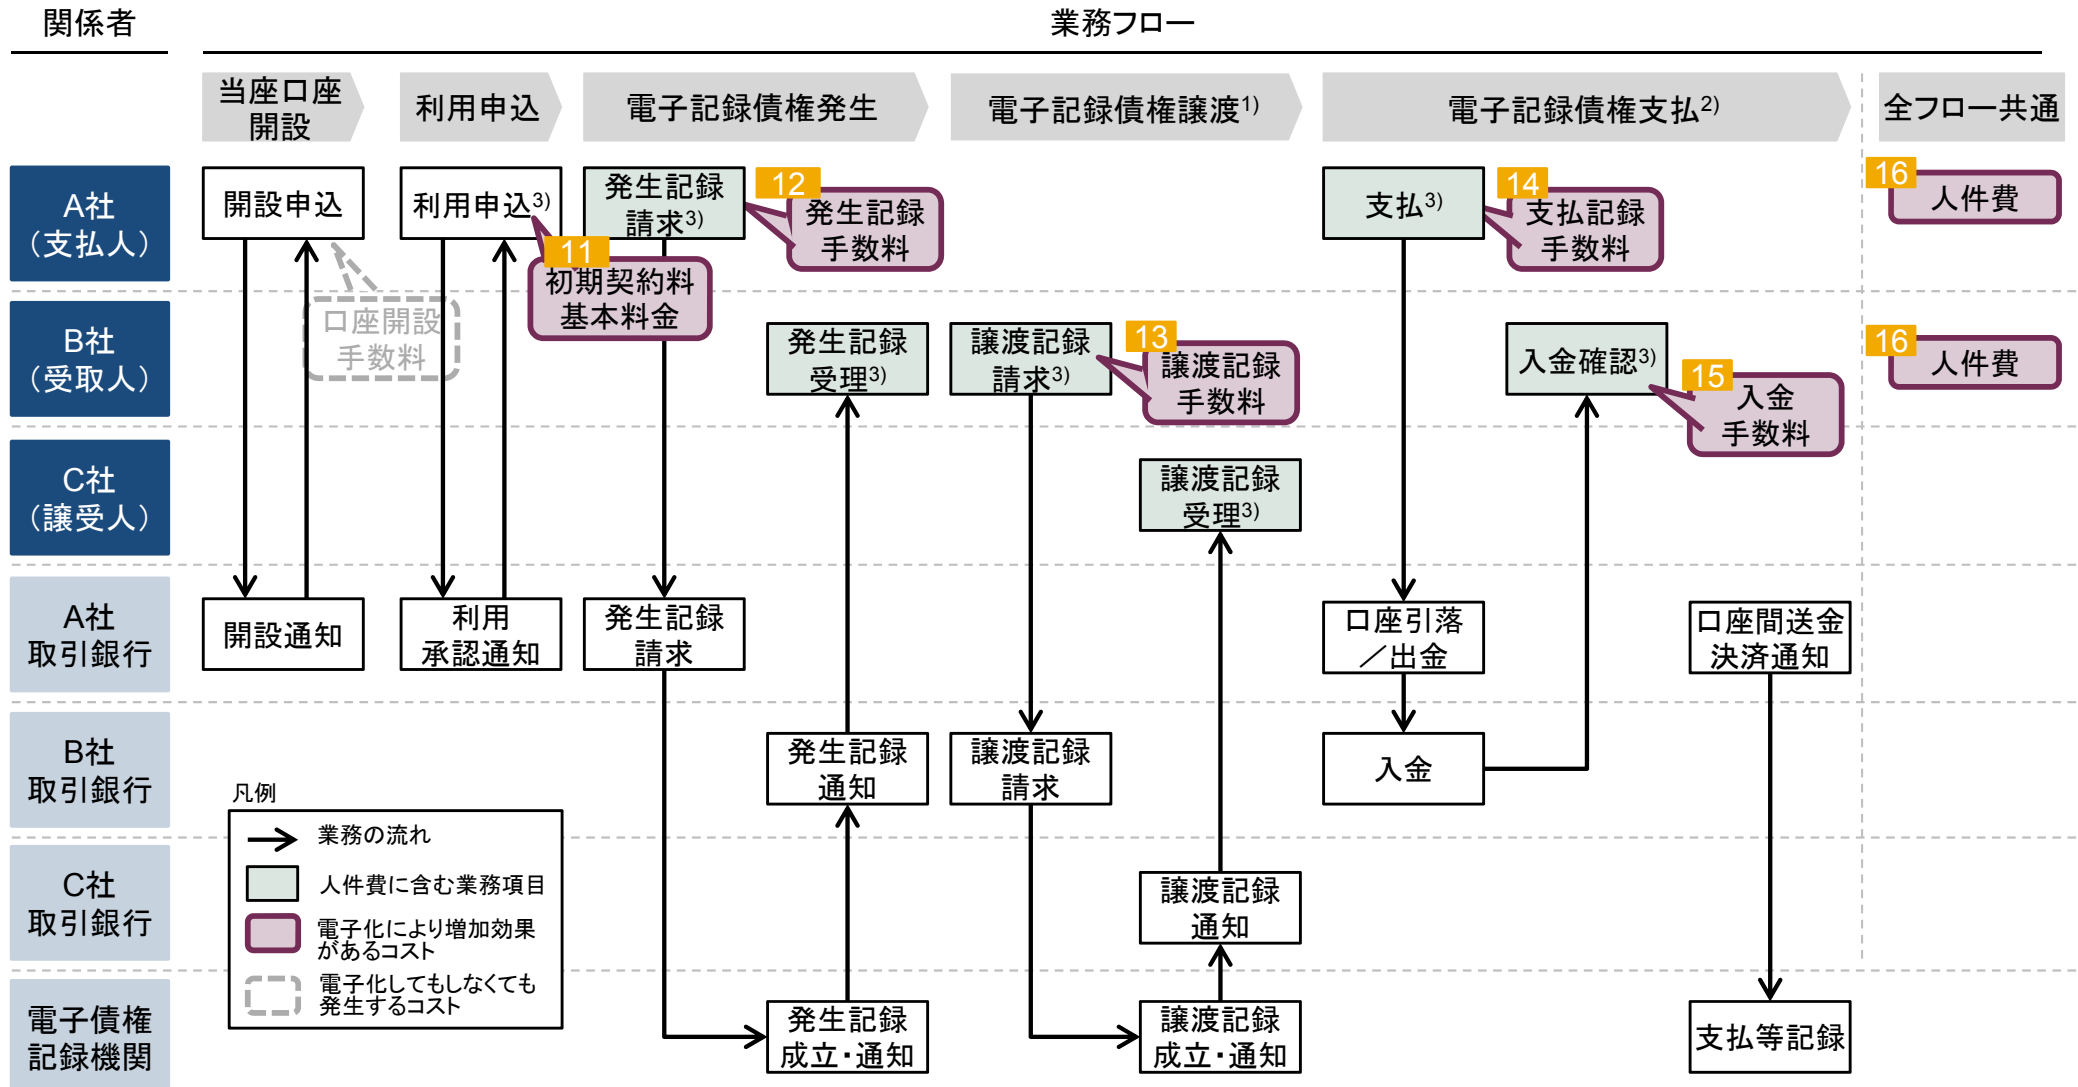 関係者
業務フロー
当座口座
開設
利用申込
電子記録債権発生
電子記録債権譲渡1)
電子記録債権支払2)
全フロー共通
A社
（支払人）
開設申込
利用申込3)
発生記録
請求3)
12
発生記録
手数料
支払3)
14
支払記録
手数料
16
人件費
11
初期契約料
基本料金
口座開設
手数料
B社
（受取人）
発生記録
受理3)
譲渡記録
請求3)
13
譲渡記録
手数料
入金確認3)
15
入金
手数料
16
人件費
C社
（譲受人）
譲渡記録
受理3)
A社
取引銀行
開設通知
利用
承認通知
発生記録
請求
口座引落
／出金
口座間送金
決済通知
B社
取引銀行
発生記録
通知
譲渡記録
請求
入金
C社
取引銀行
譲渡記録
通知
電子債権
記録機関
発生記録
成立・通知
譲渡記録
成立・通知
支払等記録
凡例
業務の流れ
人件費に含む業務項目
電子化により増加効果
があるコスト
電子化してもしなくても
発生するコスト